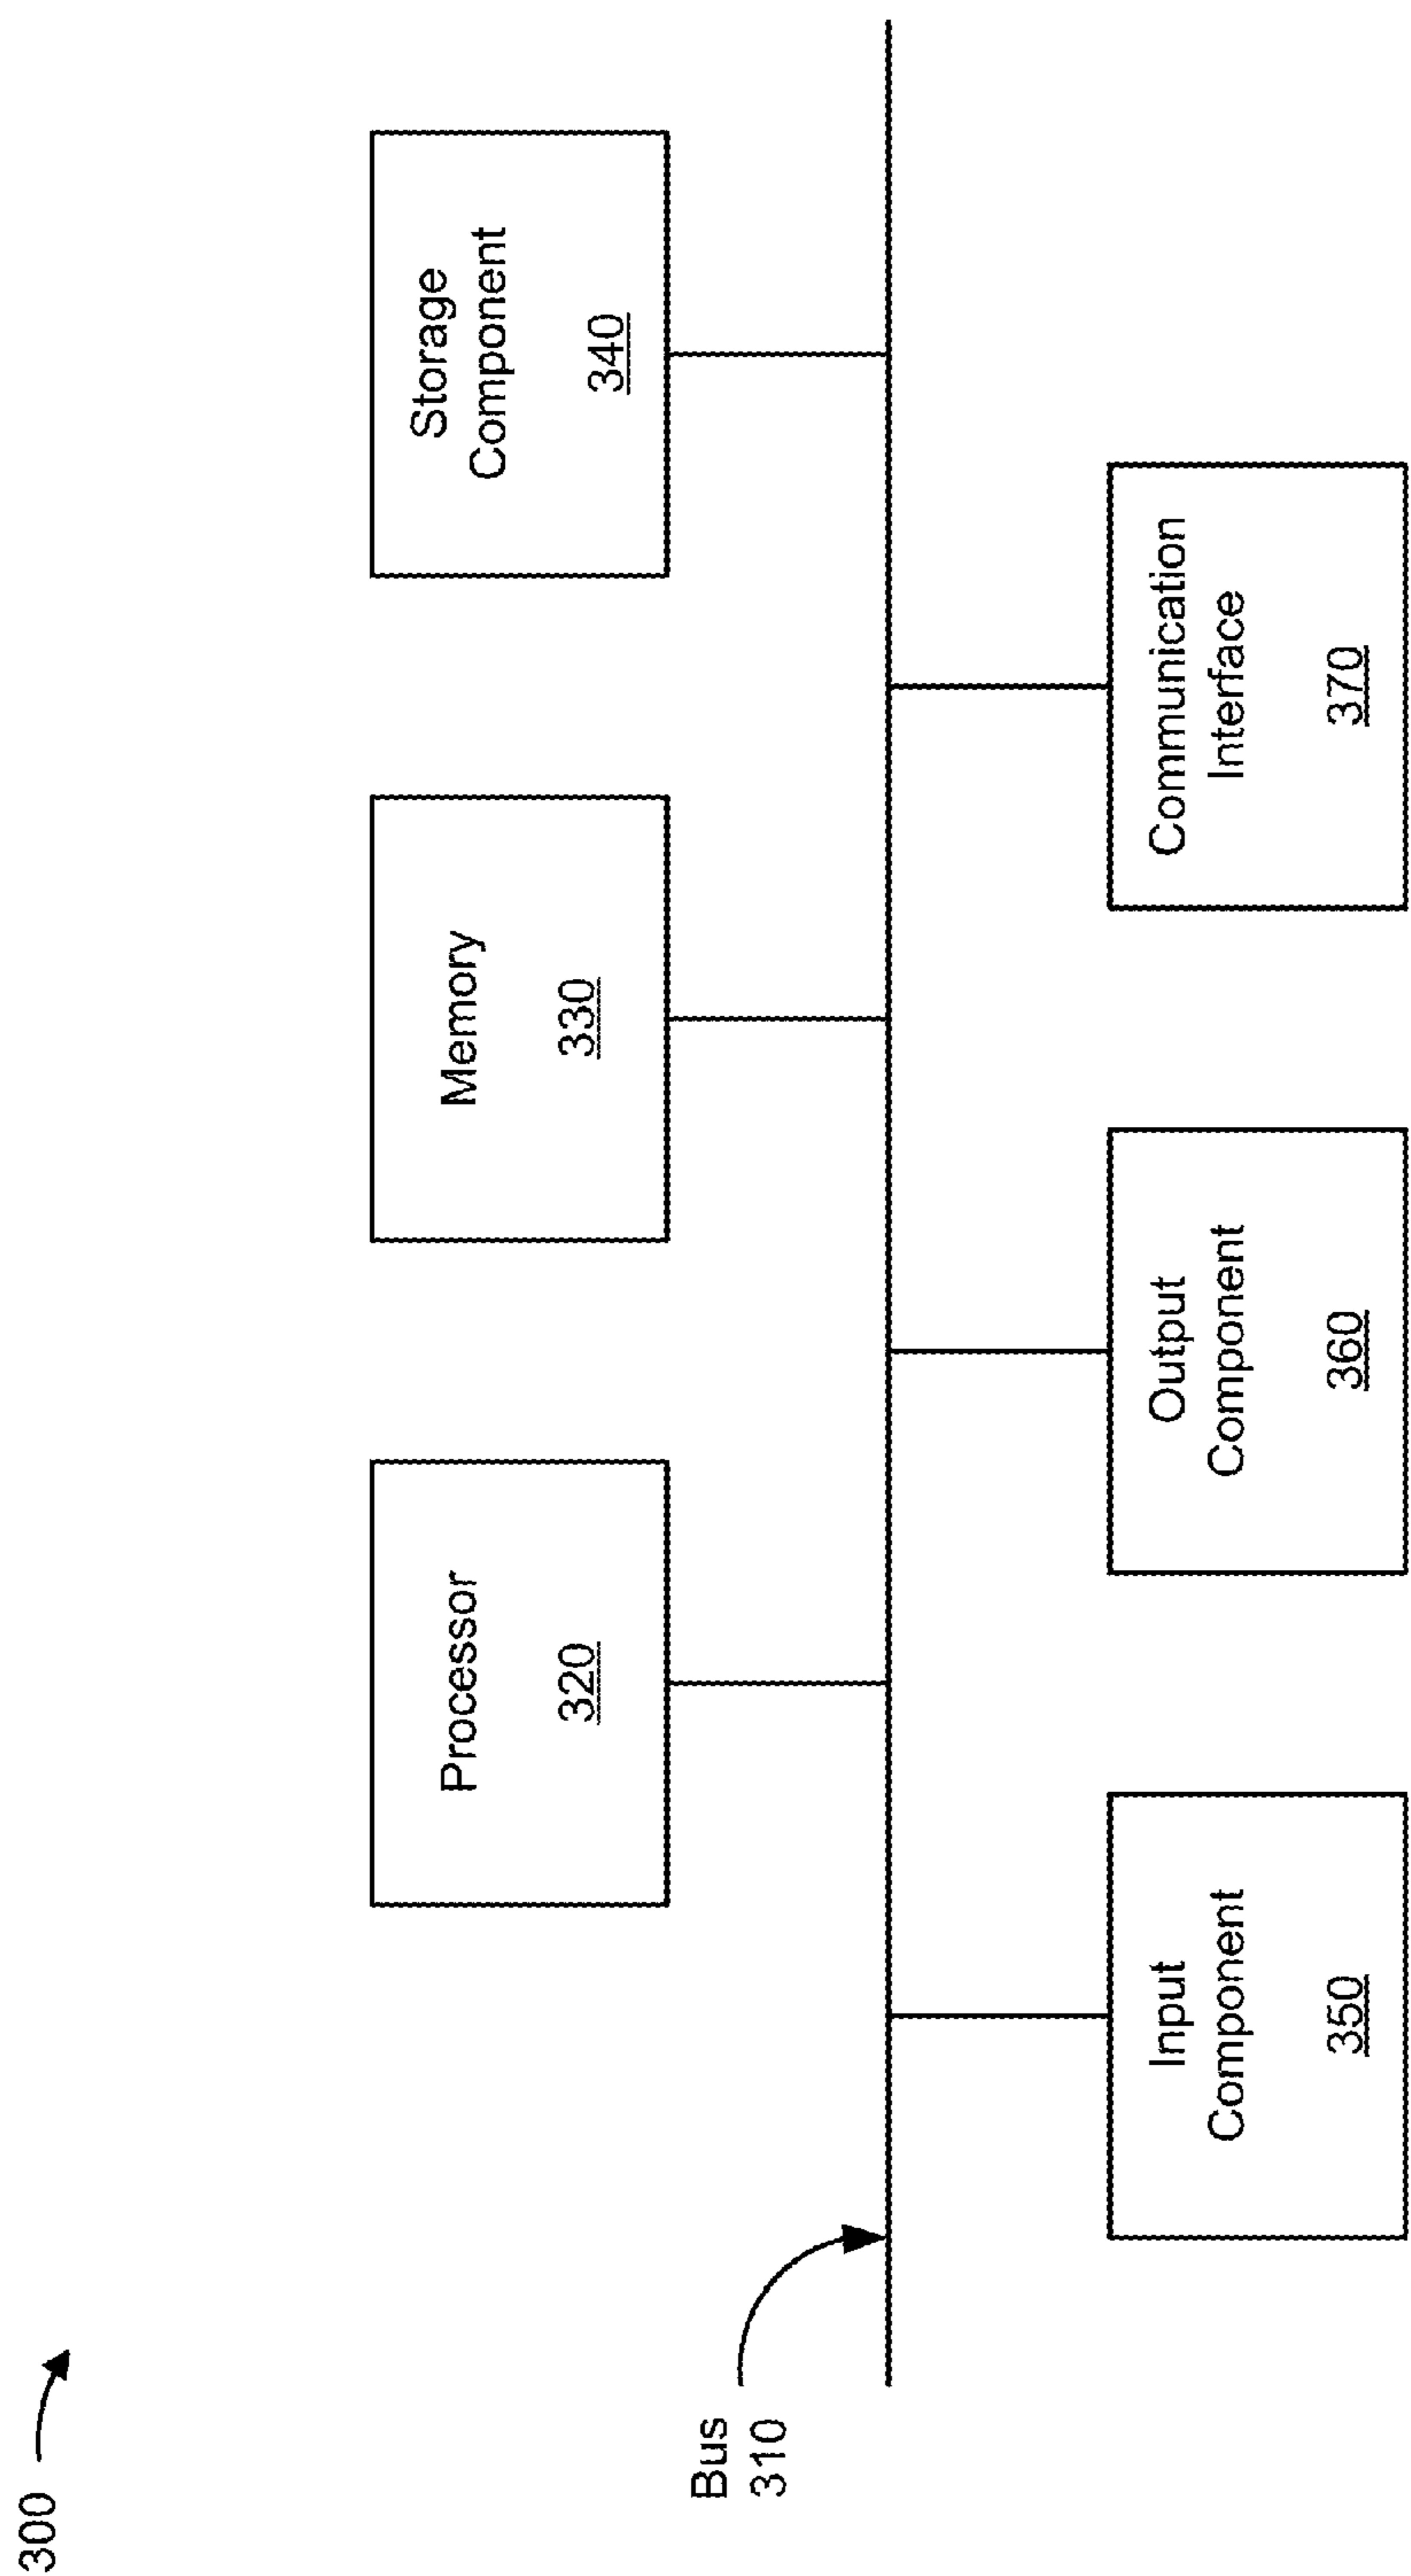 300
Processor
320
Memory
330
Storage
Component
340
Bus
310
Input
Component
350
Output
Component
360
Communication
Interface
370